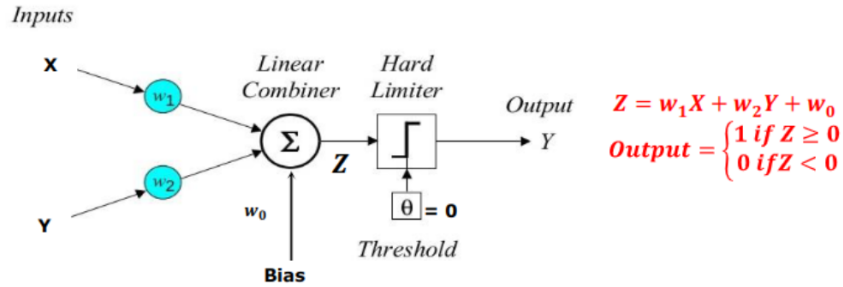 Inputs
X
w1
Linear
Combiner
Hard
Limiter
Σ
Z
Output
Y
w2
Y
w₀
θ = 0
Threshold
Bias
Z = w₁X + w₂Y + w₀
Output = {1 if Z ≥ 0
0 ifZ < 0